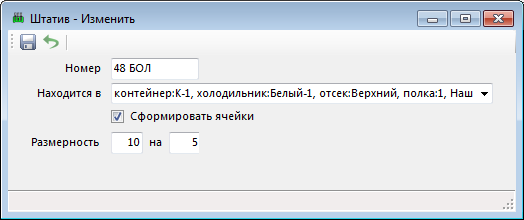 Штатив - Изменить
Номер 48 БОЛ
Находится в контейнер:К-1, холодильник:Белый-1, отсек:Верхний, полка:1, Наш
Сформировать ячейки
Размерность 10 на 5